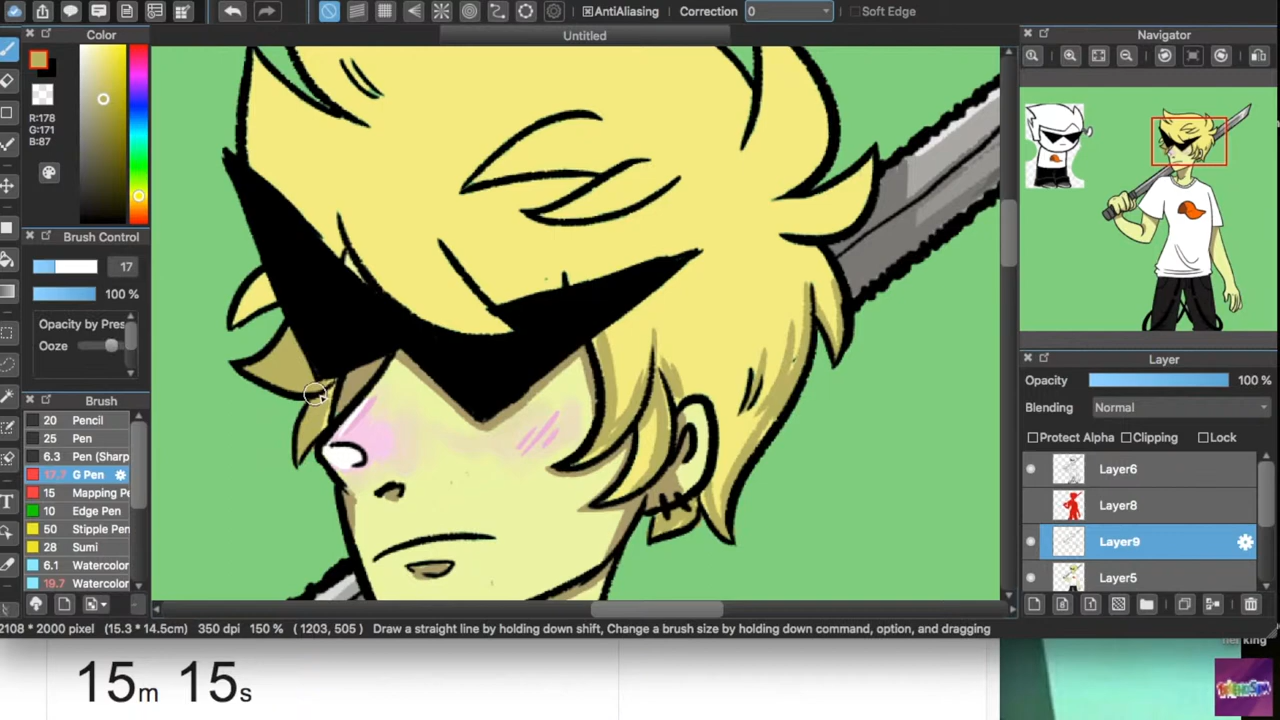 AntiAliasing Correction 0 Soft Edge
Color
Untitled
Navigator
R:178
G:171
B:87
Brush Control
17
100 %
Opacity by Pres
Ooze
Brush
20 Pencil
25 Pen
6.3 Pen (Sharp
17.7 G Pen
15 Mapping Pe
10 Edge Pen
50 Stipple Pen
28 Sumi
6.1 Watercolor
19.7 Watercolor
Layer
Opacity 100 %
Blending Normal
Protect Alpha Clipping Lock
Layer6
Layer8
Layer9
Layer5
2108 * 2000 pixel (15.3 * 14.5cm) 350 dpi 150 % ( 1203, 505 ) Draw a straight line by holding down shift, Change a brush size by holding down command, option, and dragging
king
15m 15s